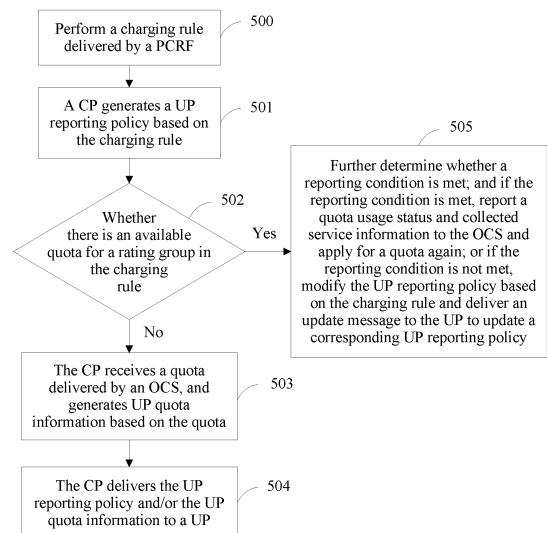 Perform a charging rule
delivered by a PCRF
500
A CP generates a UP
reporting policy based on
the charging rule
501
Whether
there is an available
quota for a rating group in
the charging
rule
502
Yes
505
Further determine whether a
reporting condition is met; and if the
reporting condition is met, report a
quota usage status and collected
service information to the OCS and
apply for a quota again; or if the
reporting condition is not met,
modify the UP reporting policy based
on the charging rule and deliver an
update message to the UP to update a
corresponding UP reporting policy
No
The CP receives a quota
delivered by an OCS, and
generates UP quota
information based on the quota
503
The CP delivers the UP
reporting policy and/or the UP
quota information to a UP
504